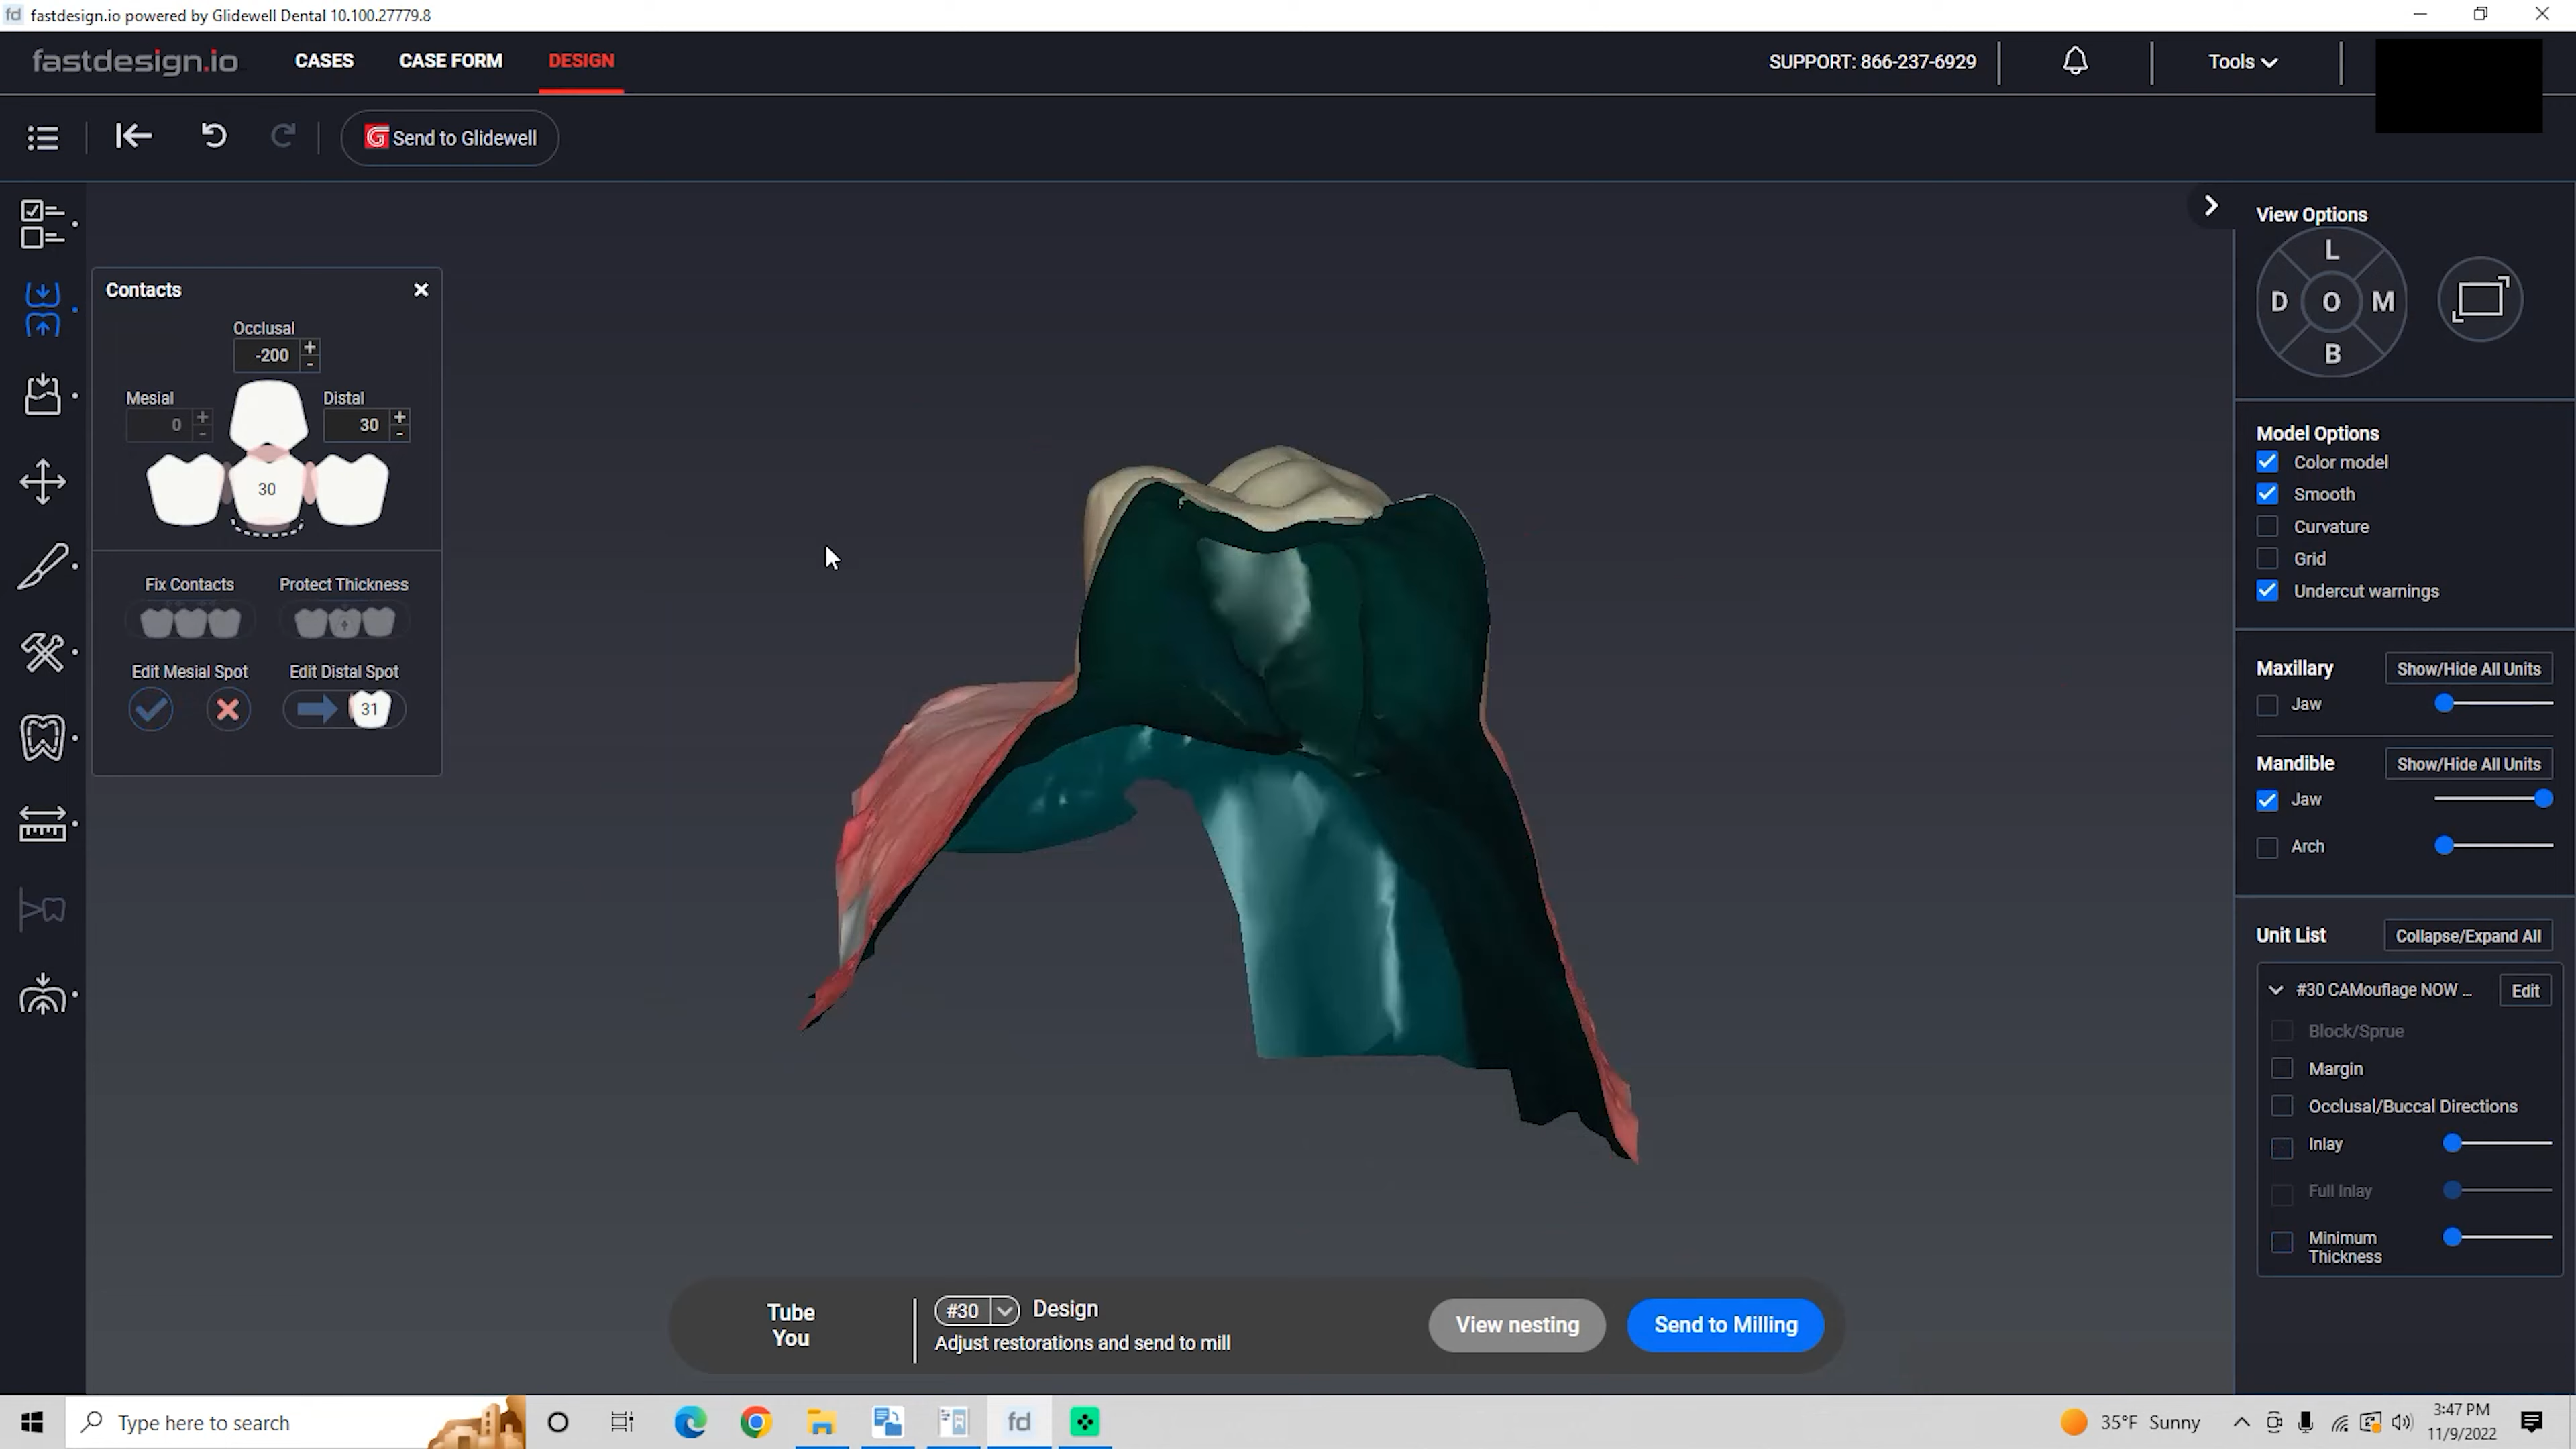 fd fastdesign.io powered by Glidewell Dental 10.100.27779.8
fastdesign.io
CASES
CASE FORM
DESIGN
SUPPORT: 866-237-6929
Tools
G Send to Glidewell
Contacts
Occlusal
-200
+
-
Mesial
0
+
-
Distal
30
+
-
30
Fix Contacts
Protect Thickness
Edit Mesial Spot
Edit Distal Spot
31
View Options
L
D
O
M
B
Model Options
Color model
Smooth
Curvature
Grid
Undercut warnings
Maxillary
Show/Hide All Units
Jaw
Mandible
Show/Hide All Units
Jaw
Arch
Unit List
Collapse/Expand All
#30 CAMouflage NOW ...
Edit
Block/Sprue
Margin
Occlusal/Buccal Directions
Inlay
Full Inlay
Minimum
Thickness
Tube
You
#30
Design
Adjust restorations and send to mill
View nesting
Send to Milling
Type here to search
fd
35°F Sunny
3:47 PM
11/9/2022